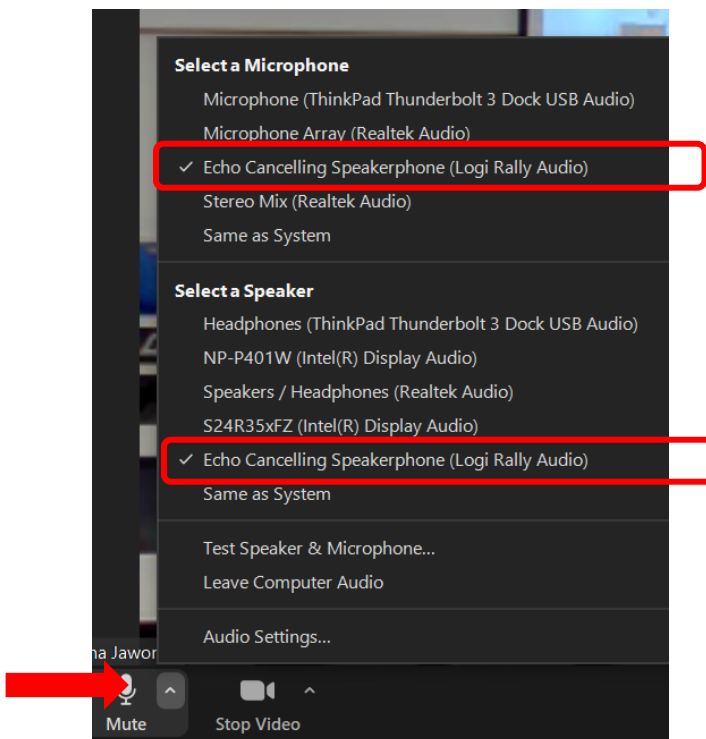 Select a Microphone
Microphone (ThinkPad Thunderbolt 3 Dock USB Audio)
Microphone Array (Realtek Audio)
Echo Cancelling Speakerphone (Logi Rally Audio)
Stereo Mix (Realtek Audio)
Same as System
Select a Speaker
Headphones (ThinkPad Thunderbolt 3 Dock USB Audio)
NP-P401W (Intel(R) Display Audio)
Speakers / Headphones (Realtek Audio)
S24R35xFZ (Intel(R) Display Audio)
Echo Cancelling Speakerphone (Logi Rally Audio)
Same as System
Test Speaker & Microphone...
Leave Computer Audio
Audio Settings...
na Jawor
Mute
Stop Video